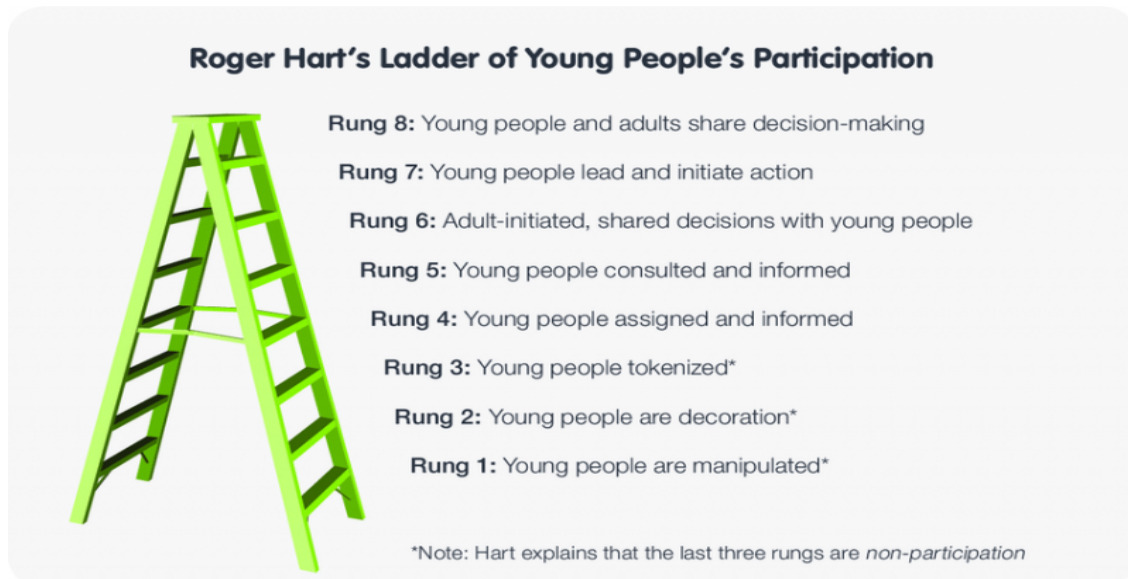 Roger Hart's Ladder of Young People's Participation
Rung 8: Young people and adults share decision-making
Rung 7: Young people lead and initiate action
Rung 6: Adult-initiated, shared decisions with young people
Rung 5: Young people consulted and informed
Rung 4: Young people assigned and informed
Rung 3: Young people tokenized*
Rung 2: Young people are decoration*
Rung 1: Young people are manipulated*
*Note: Hart explains that the last three rungs are non-participation